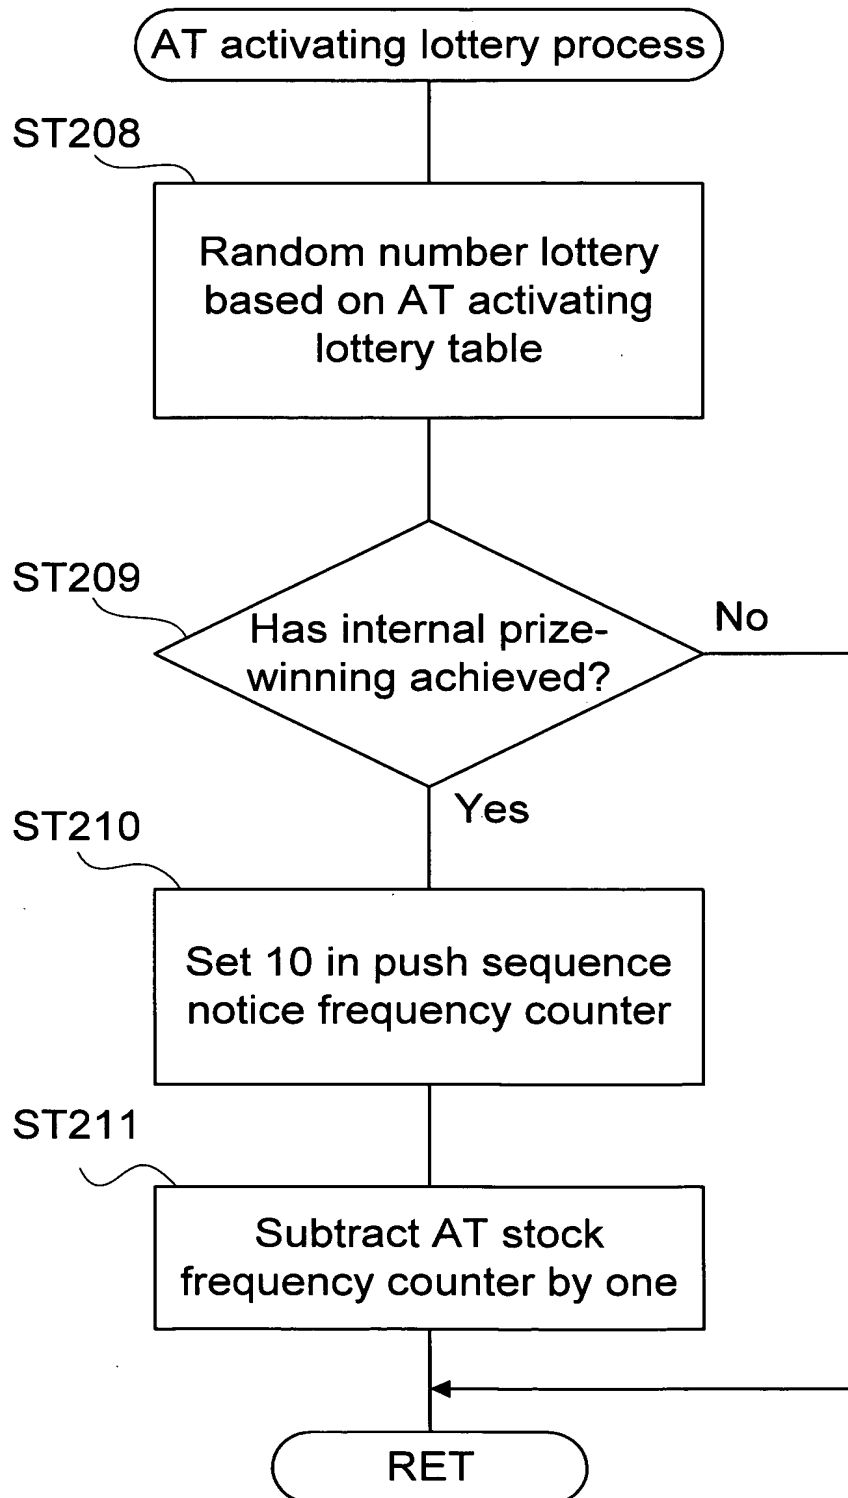 AT activating lottery process
ST208
Random number lottery
based on AT activating
lottery table
ST209
Has internal prize-
winning achieved?
No
Yes
ST210
Set 10 in push sequence
notice frequency counter
ST211
Subtract AT stock
frequency counter by one
RET